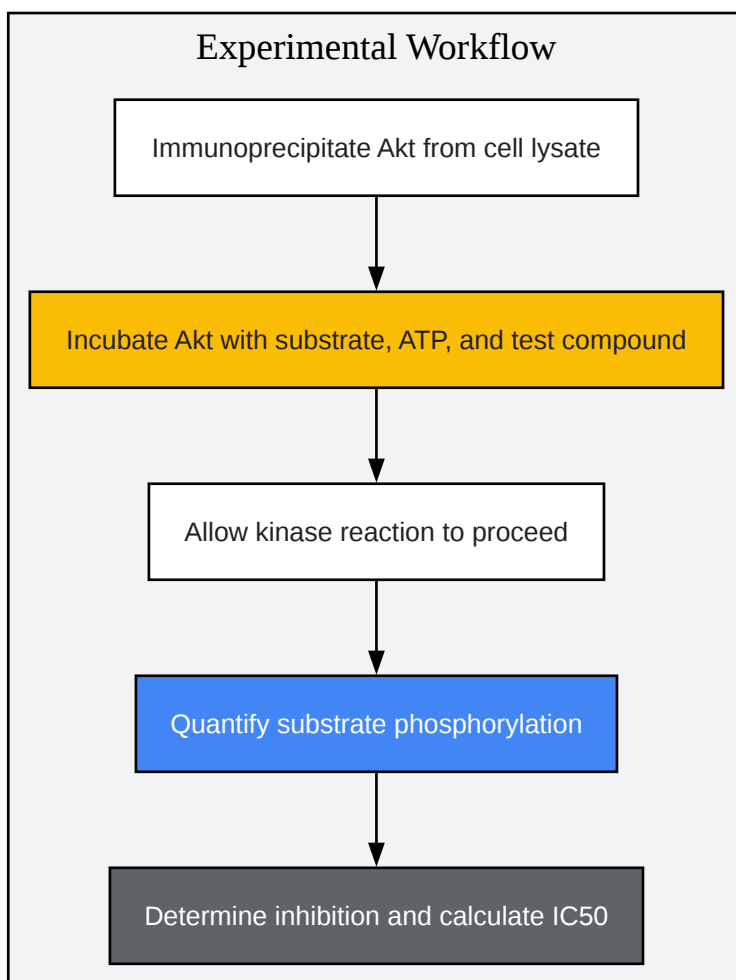 Experimental Workflow
Immunoprecipitate Akt from cell lysate
Incubate Akt with substrate, ATP, and test compound
Allow kinase reaction to proceed
Quantify substrate phosphorylation
Determine inhibition and calculate IC50